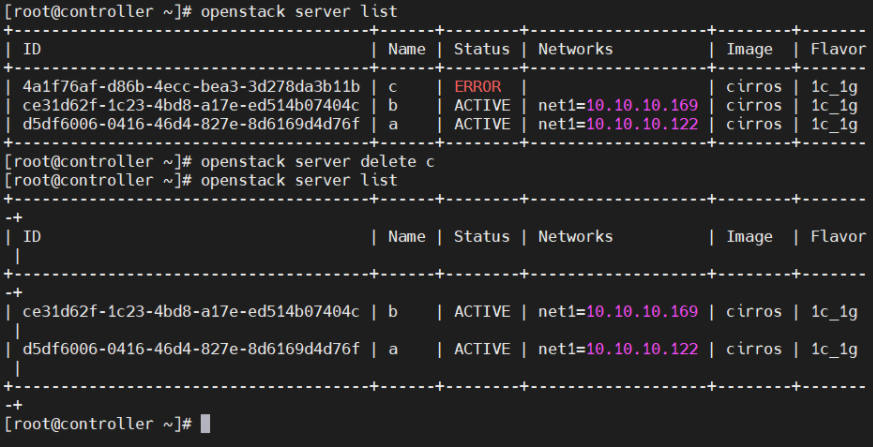 [root@controller ~]# openstack server list
+--------------------------------------+------+--------+-------------------+--------+-------
| ID                                   | Name | Status | Networks          | Image  | Flavor
+--------------------------------------+------+--------+-------------------+--------+-------
| 4a1f76af-d86b-4ecc-bea3-3d278da3b11b | c    | ERROR  |                   | cirros | 1c_1g
| ce31d62f-1c23-4bd8-a17e-ed514b07404c | b    | ACTIVE | net1=10.10.10.169 | cirros | 1c_1g
| d5df6006-0416-46d4-827e-8d6169d4d76f | a    | ACTIVE | net1=10.10.10.122 | cirros | 1c_1g
+--------------------------------------+------+--------+-------------------+--------+-------
[root@controller ~]# openstack server delete c
[root@controller ~]# openstack server list
+--------------------------------------+------+--------+-------------------+--------+-------
-+
| ID                                   | Name | Status | Networks          | Image  | Flavor
 |
+--------------------------------------+------+--------+-------------------+--------+-------
-+
| ce31d62f-1c23-4bd8-a17e-ed514b07404c | b    | ACTIVE | net1=10.10.10.169 | cirros | 1c_1g
 |
| d5df6006-0416-46d4-827e-8d6169d4d76f | a    | ACTIVE | net1=10.10.10.122 | cirros | 1c_1g
 |
+--------------------------------------+------+--------+-------------------+--------+-------
-+
[root@controller ~]#